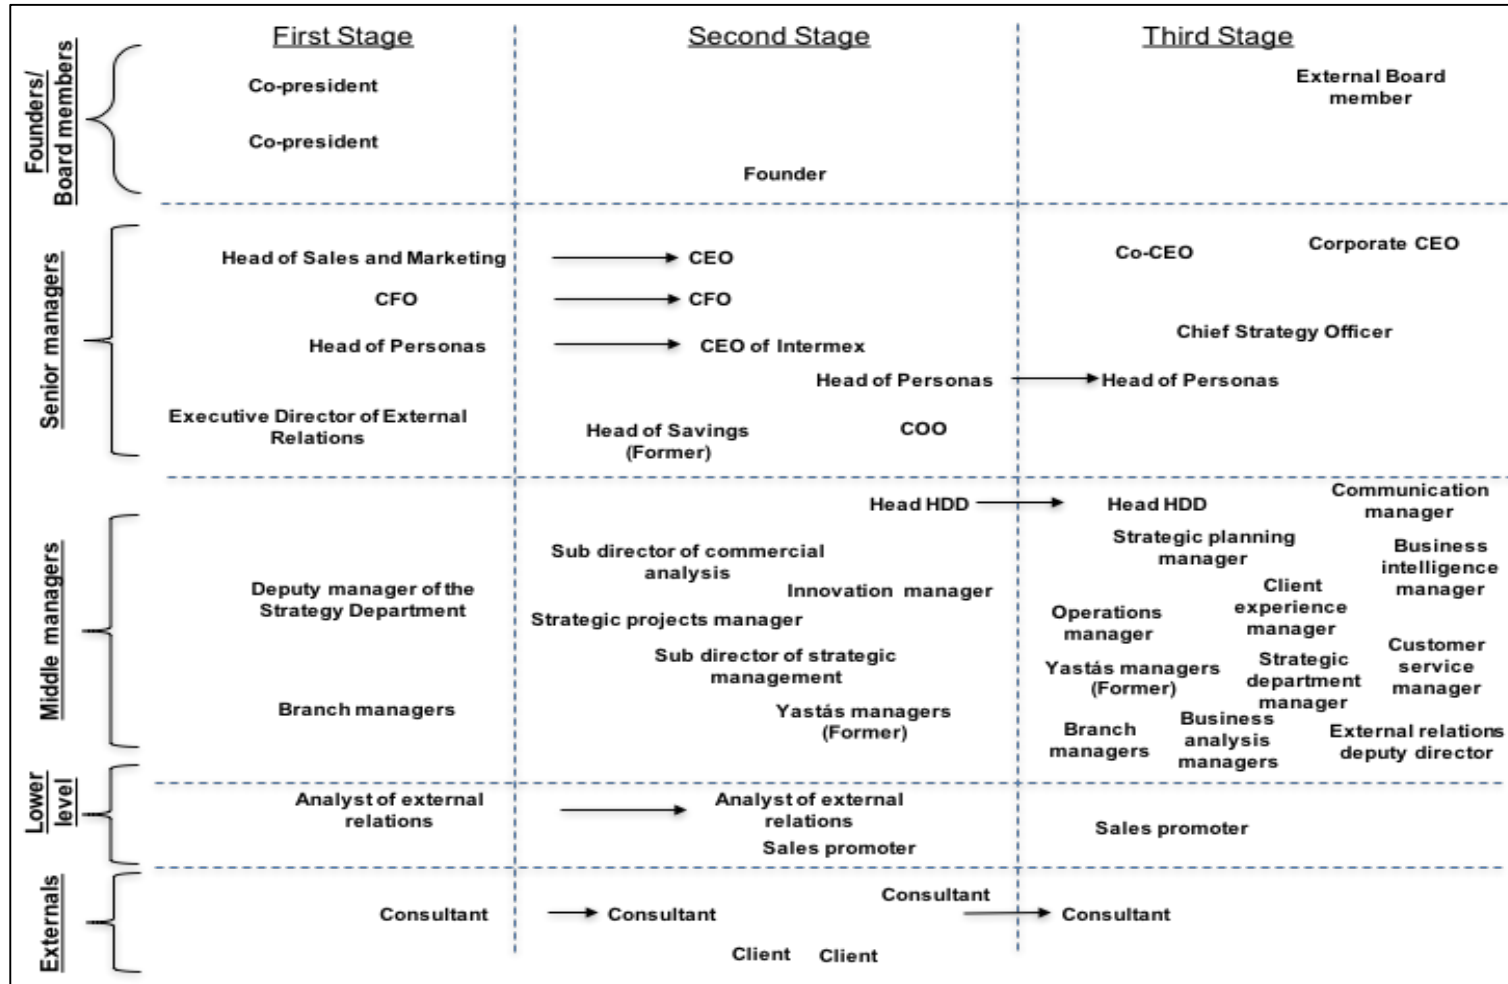 First Stage
Second Stage
Third Stage
Founders/
Board members
Co-president
Co-president
Founder
External Board
member
Senior managers
Head of Sales and Marketing
CEO
CFO
CFO
Head of Personas
CEO of Intermex
Head of Personas
Head of Personas
Executive Director of External
Relations
Head of Savings
(Former)
COO
Co-CEO
Corporate CEO
Chief Strategy Officer
Middle managers
Deputy manager of the
Strategy Department
Branch managers
Head HDD
Head HDD
Sub director of commercial
analysis
Innovation manager
Strategic projects manager
Sub director of strategic
management
Yastás managers
(Former)
Communication
manager
Strategic planning
manager
Business
intelligence
manager
Client
experience
manager
Operations
manager
Customer
service
manager
Yastás managers
(Former)
Strategic
department
manager
Branch
managers
Business
analysis
managers
External relations
deputy director
Lower
level
Analyst of external
relations
Analyst of external
relations
Sales promoter
Sales promoter
Externals
Consultant
Consultant
Consultant
Consultant
Client
Client